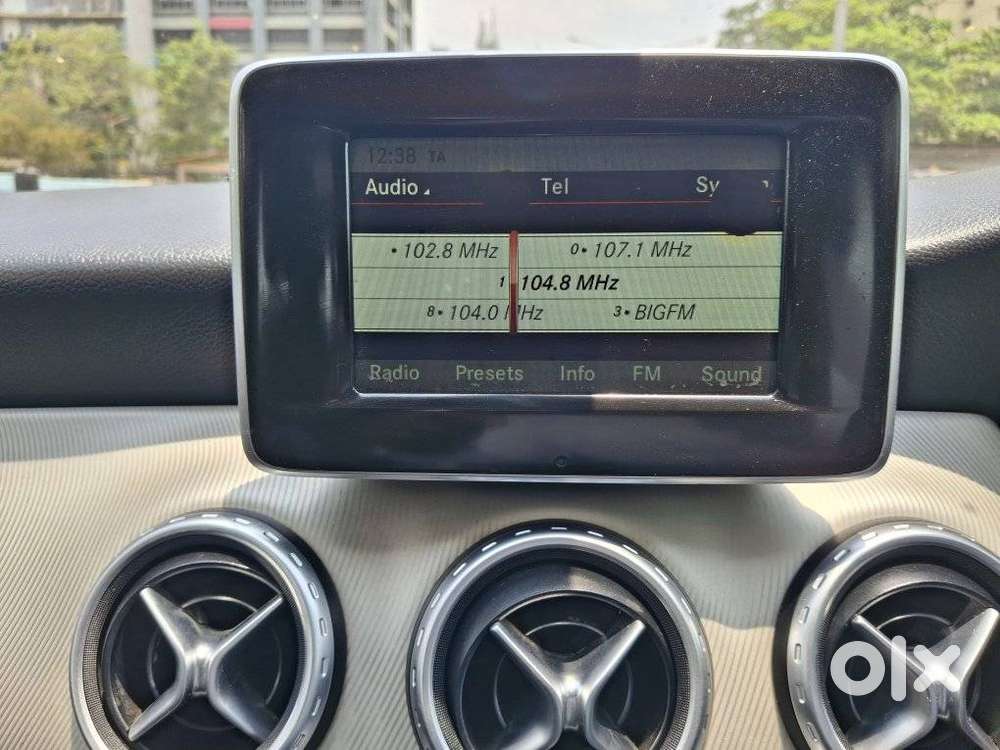 12:38 TA
Audio Tel Sy
• 102.8 MHz 0• 107.1 MHz
1 104.8 MHz
8• 104.0 MHz 3• BIGFM
Radio Presets Info FM Sound
olx